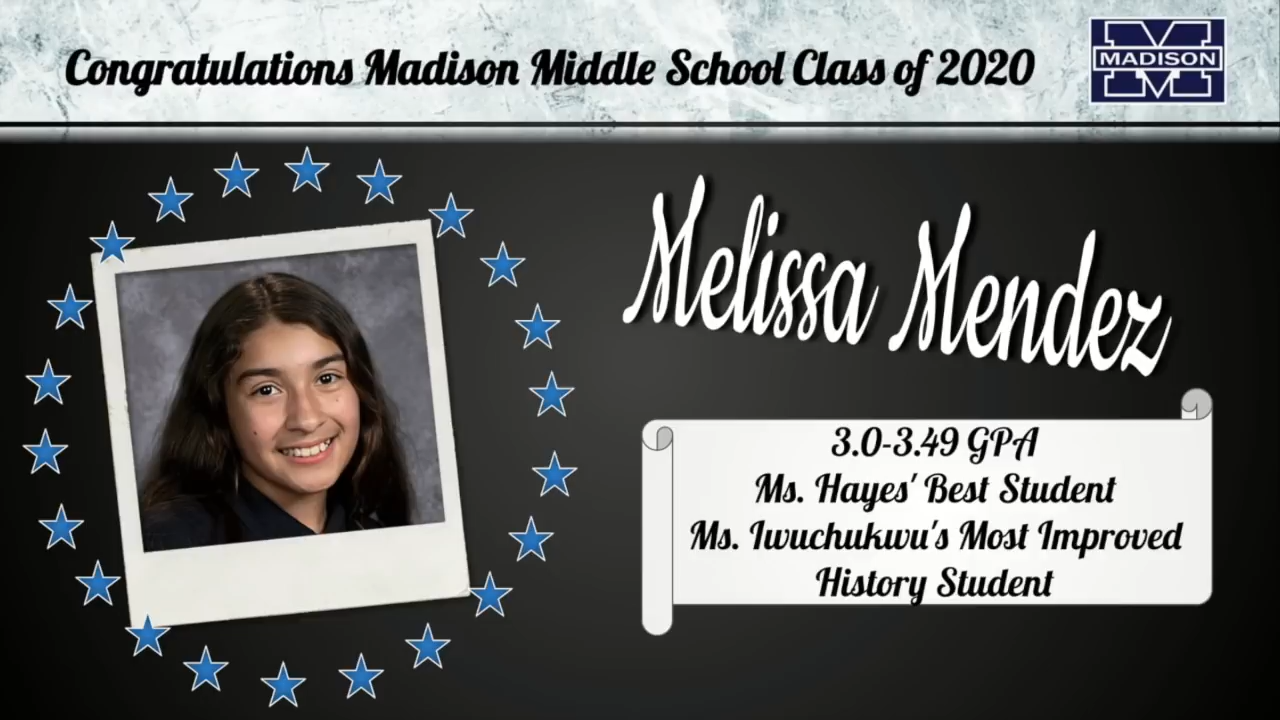 Congratulations Madison Middle School Class of 2020
MADISON
Melissa Mendez
3.0-3.49 GPA
Ms. Hayes' Best Student
Ms. Iwuchukwu's Most Improved
History Student